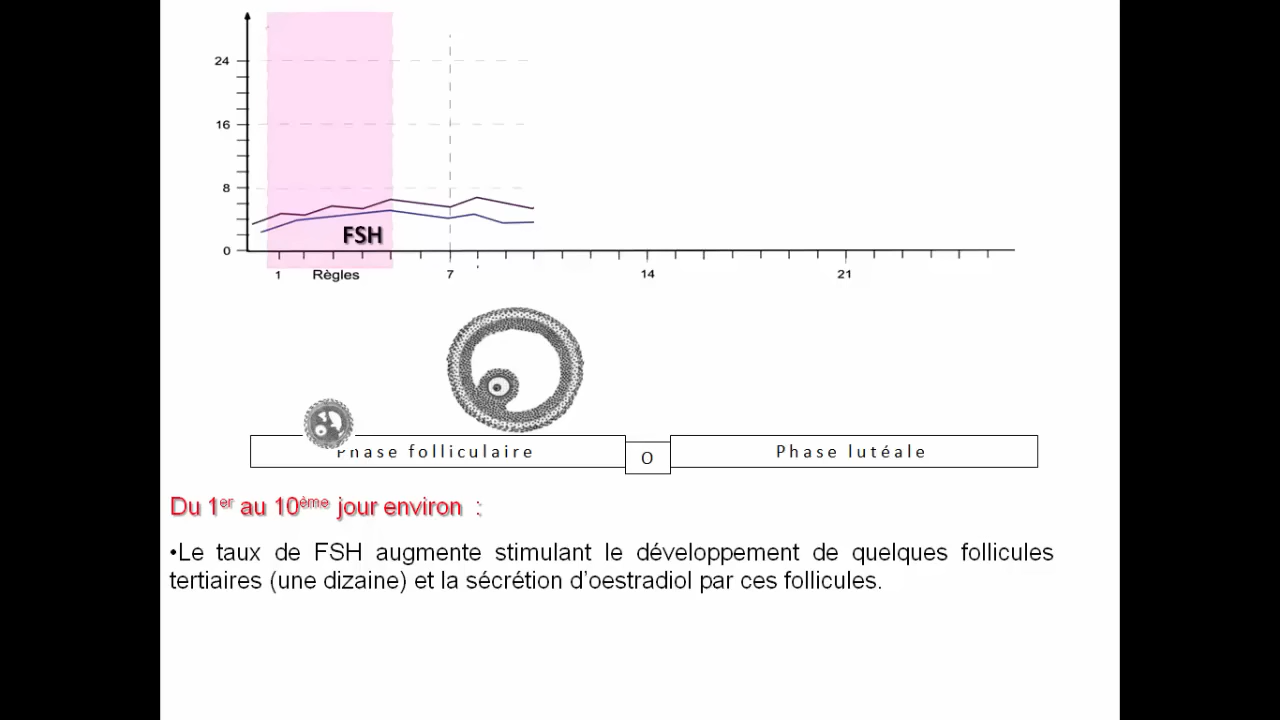 24
16
8
FSH
0
1 Règles 7 14 21
Phase folliculaire O Phase lutéale
Du 1er au 10ème jour environ :
•Le taux de FSH augmente stimulant le développement de quelques follicules
tertiaires (une dizaine) et la sécrétion d’oestradiol par ces follicules.